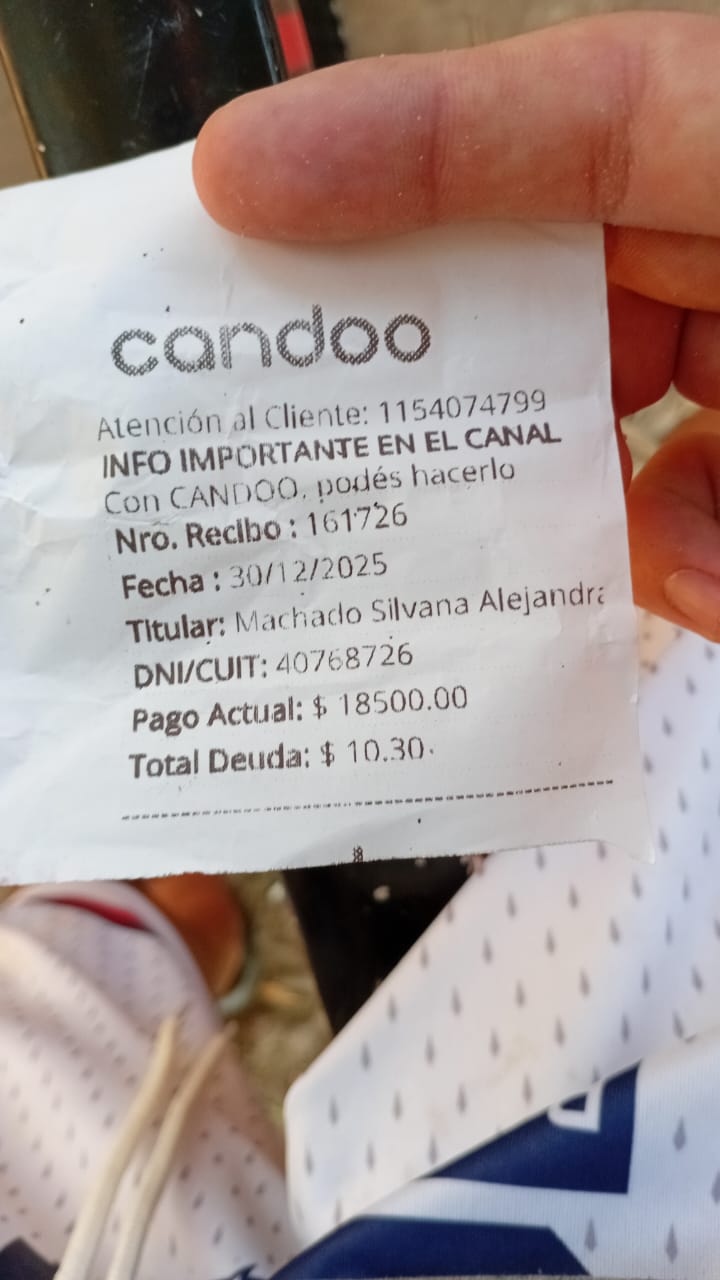 candoo
Atención al Cliente: 1154074799
INFO IMPORTANTE EN EL CANAL
Con CANDOO, podés hacerlo
Nro. Recibo : 161726
Fecha : 30/12/2025
Titular: Machado Silvana Alejandra
DNI/CUIT: 40768726
Pago Actual: $ 18500.00
Total Deuda: $ 10.30.